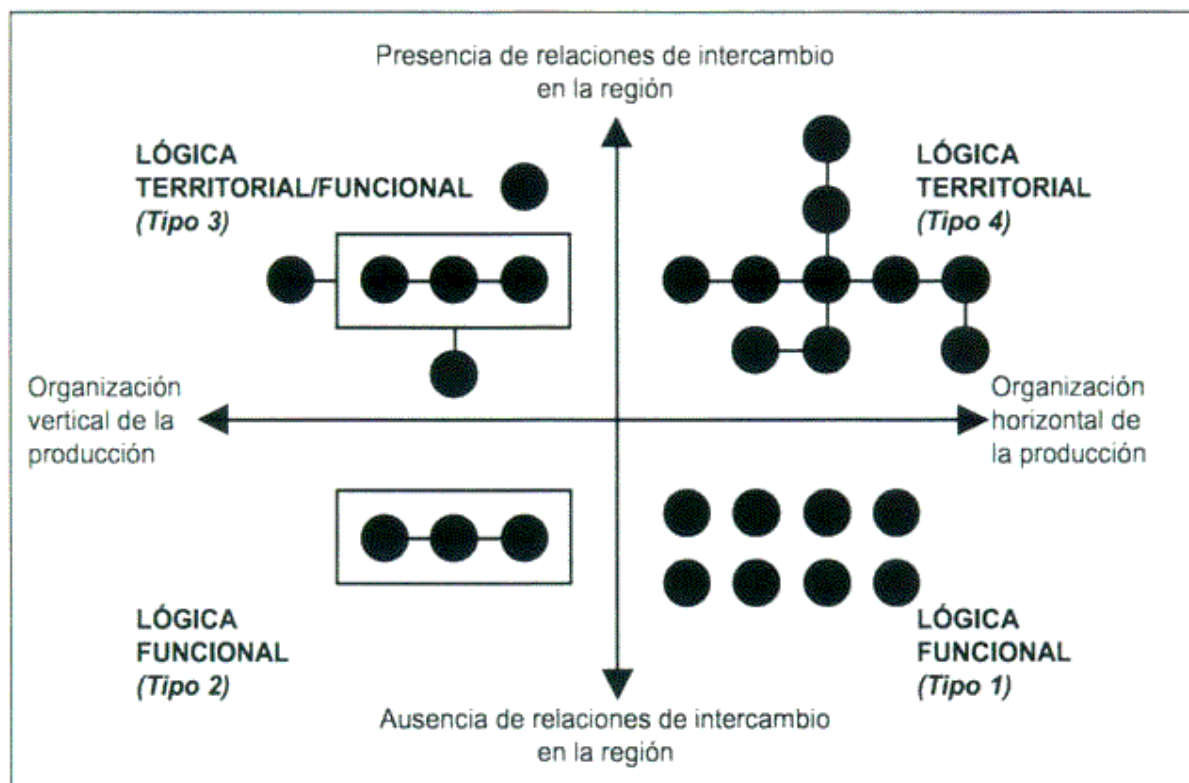 Presencia de relaciones de intercambio
en la región
LÓGICA
TERRITORIAL/FUNCIONAL
(Tipo 3)
LÓGICA
TERRITORIAL
(Tipo 4)
Organización
vertical de la
producción
Organización
horizontal de
la producción
LÓGICA
FUNCIONAL
(Tipo 2)
LÓGICA
FUNCIONAL
(Tipo 1)
Ausencia de relaciones de intercambio
en la región